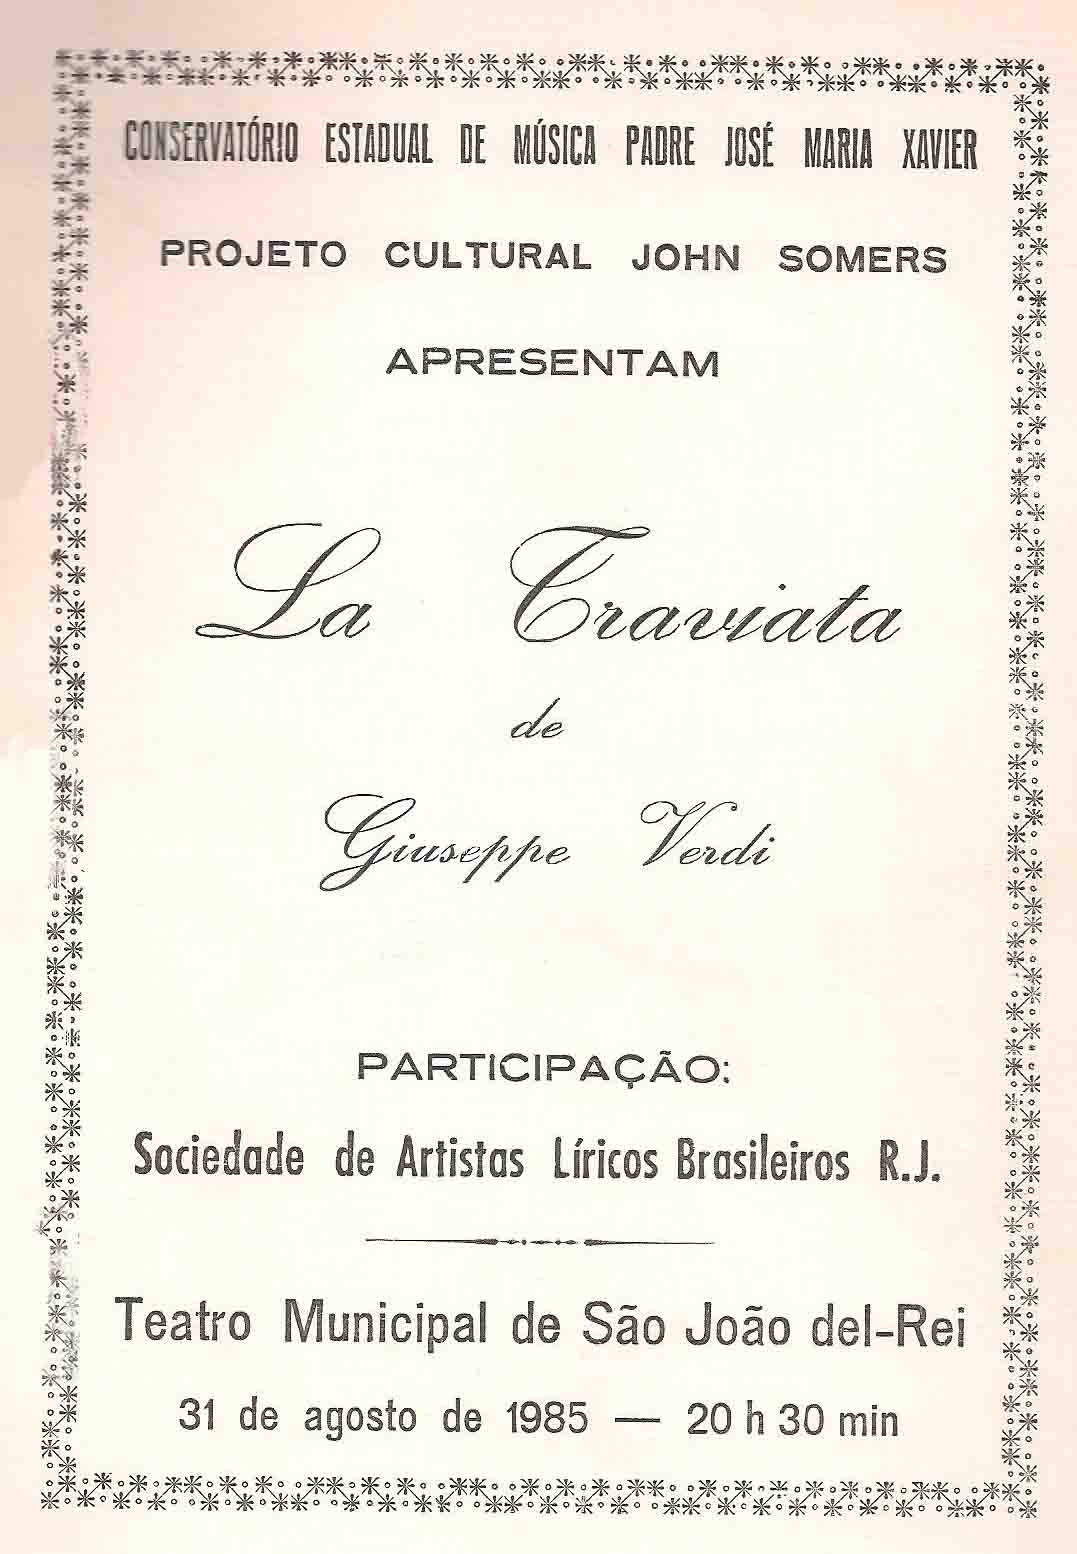 CONSERVATÓRIO ESTADUAL DE MÚSICA PADRE JOSÉ MARIA XAVIER
PROJETO CULTURAL JOHN SOMERS
APRESENTAM
La Traviata
de
Giuseppe Verdi
PARTICIPAÇÃO:
Sociedade de Artistas Líricos Brasileiros R.J.
Teatro Municipal de São João del-Rei
31 de agosto de 1985 — 20 h 30 min